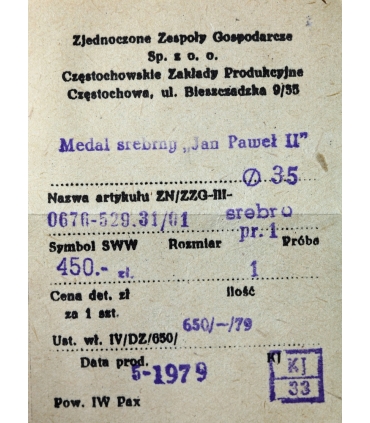 Zjednoczone Zespoły Gospodarcze
Sp. z o. o.
Częstochowskie Zakłady Produkcyjne
Częstochowa, ul. Bieszczadzka 9/35
Medal srebrny „Jan Paweł II"
∅ 35
Nazwa artykułu ZN/ZZG-III-
0676-529.31/01 srebro
pr. 1
Symbol SWW Rozmiar Próba
450.- zł. 1
Cena det. zł ilość
za 1 szt.
650/-/79
Ust. wł. IV/DZ/650/
Data prod. KJ
5-1979 KJ
33
Pow. IW Pax